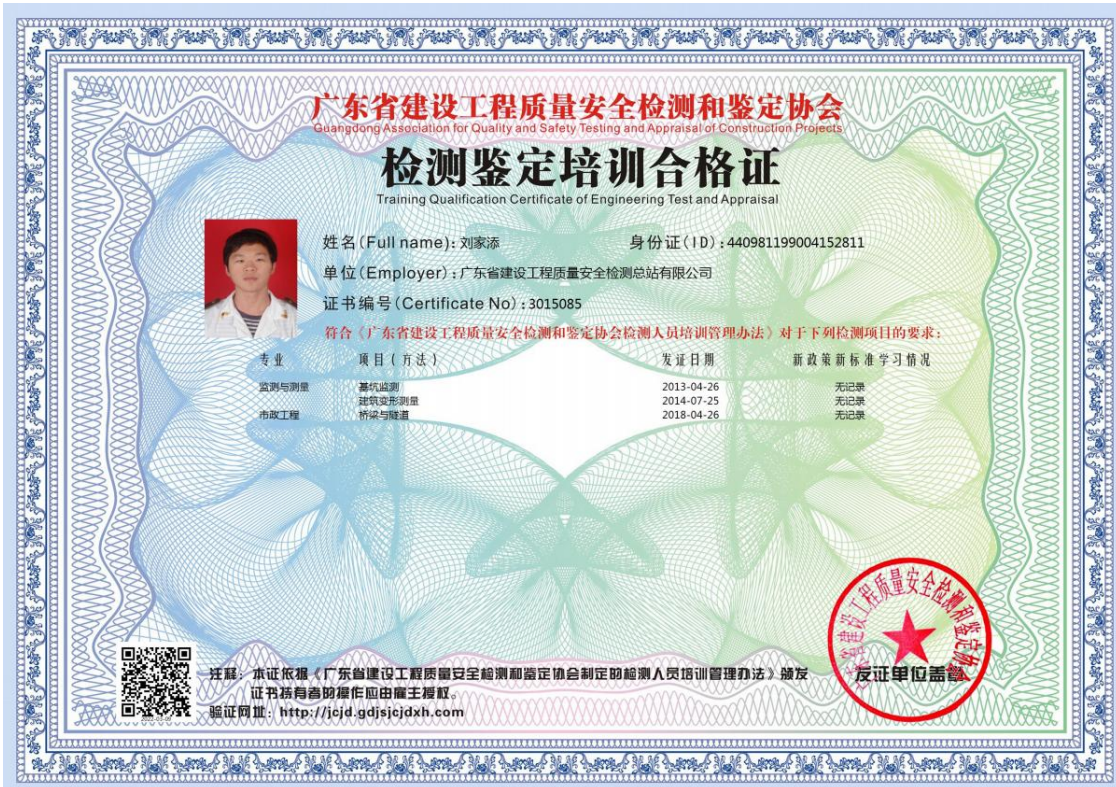 广东省建设工程质量安全检测和鉴定协会
Guangdong Association for Quality and Safety Testing and Appraisal of Construction Projects
检测鉴定培训合格证
Training Qualification Certificate of Engineering Test and Appraisal
姓名(Full name): 刘家添 身份证(ID): 440981199004152811
单位(Employer): 广东省建设工程质量安全检测总站有限公司
证书编号(Certificate No): 3015085
符合《广东省建设工程质量安全检测和鉴定协会检测人员培训管理办法》对于下列检测项目的要求:
专业 项目(方法) 发证日期 新政策新标准学习情况
监测与测量 基坑监测 2013-04-26 无记录
建筑变形测量 2014-07-25 无记录
市政工程 桥梁与隧道 2018-04-26 无记录
广东省建设工程质量安全检测和鉴定协会
发证单位盖章
注释: 本证依据《广东省建设工程质量安全检测和鉴定协会制定的检测人员培训管理办法》颁发
证书持有者的操作应由雇主授权。
验证网址: http://jcjd.gdjsjcjdxh.com